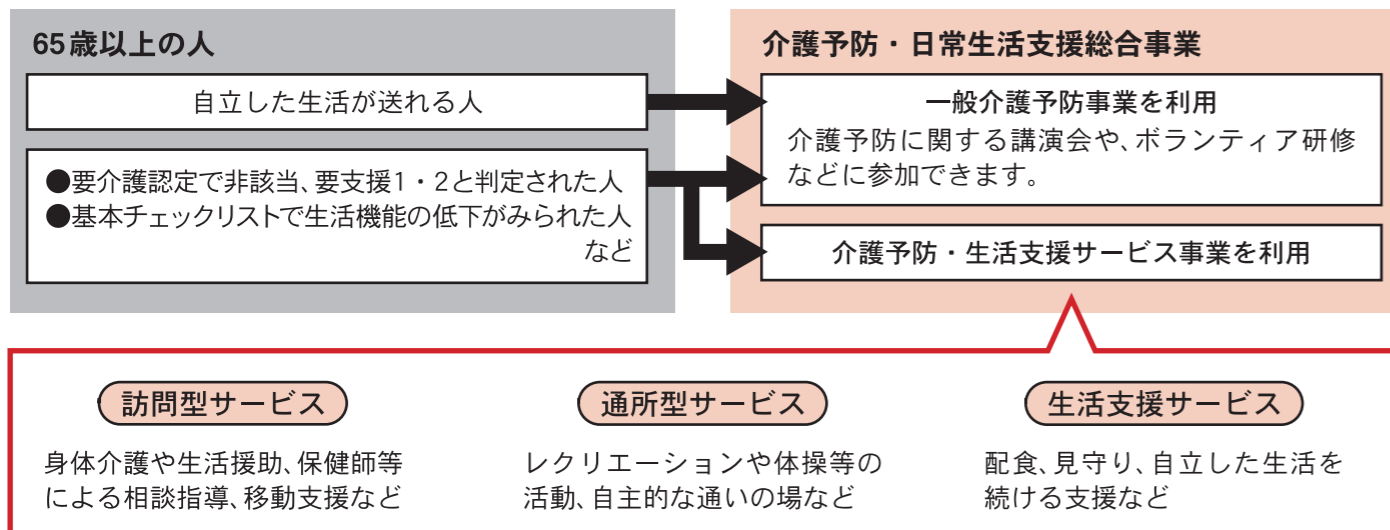 65歳以上の人
自立した生活が送れる人
●要介護認定で非該当、要支援1・2と判定された人
●基本チェックリストで生活機能の低下がみられた人
など
介護予防・日常生活支援総合事業
一般介護予防事業を利用
介護予防に関する講演会や、ボランティア研修
などに参加できます。
介護予防・生活支援サービス事業を利用
訪問型サービス
身体介護や生活援助、保健師等
による相談指導、移動支援など
通所型サービス
レクリエーションや体操等の
活動、自主的な通いの場など
生活支援サービス
配食、見守り、自立した生活を
続ける支援など